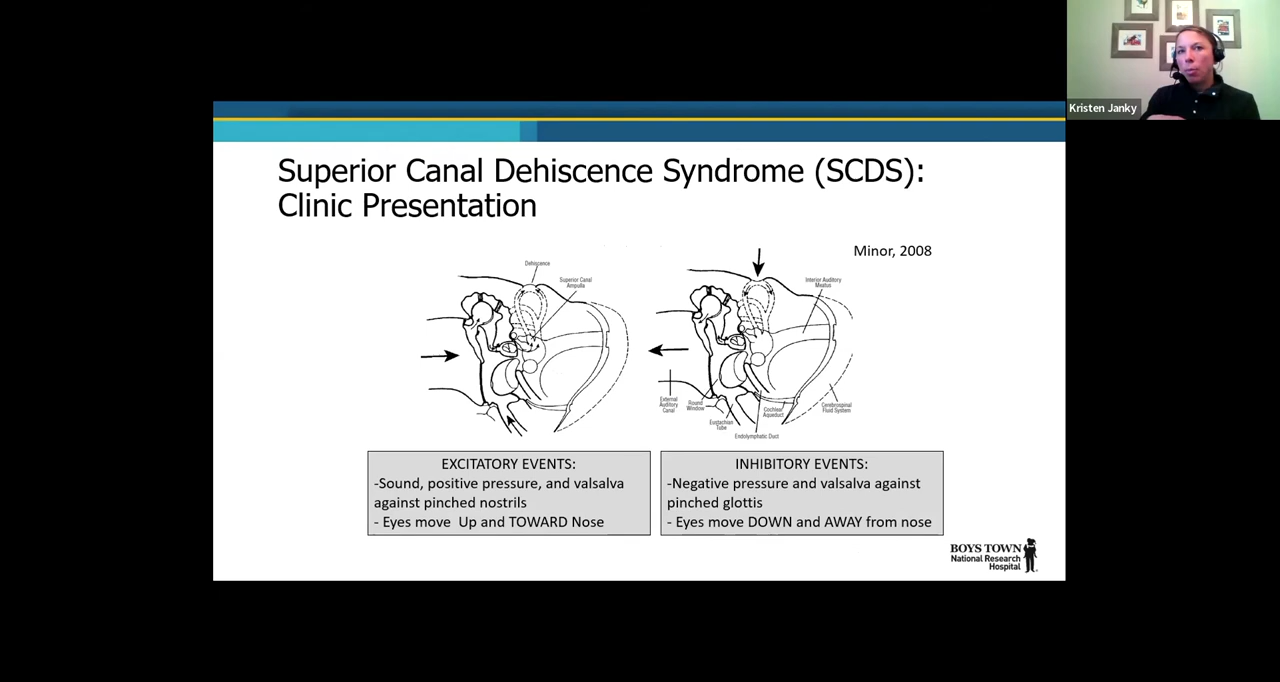 Kristen Janky
Superior Canal Dehiscence Syndrome (SCDS):
Clinic Presentation
Minor, 2008
Dehiscence
Superior Canal
Ampulla
Interior Auditory
Meatus
External
Auditory
Canal
Round
Window
Eustachian
Tube
Endolymphatic Duct
Cochlear
Aqueduct
Cerebrospinal
Fluid System
EXCITATORY EVENTS:
-Sound, positive pressure, and valsalva
against pinched nostrils
- Eyes move  Up and TOWARD Nose
INHIBITORY EVENTS:
-Negative pressure and valsalva against
pinched glottis
- Eyes move DOWN and AWAY from nose
BOYS TOWN
National Research
Hospital